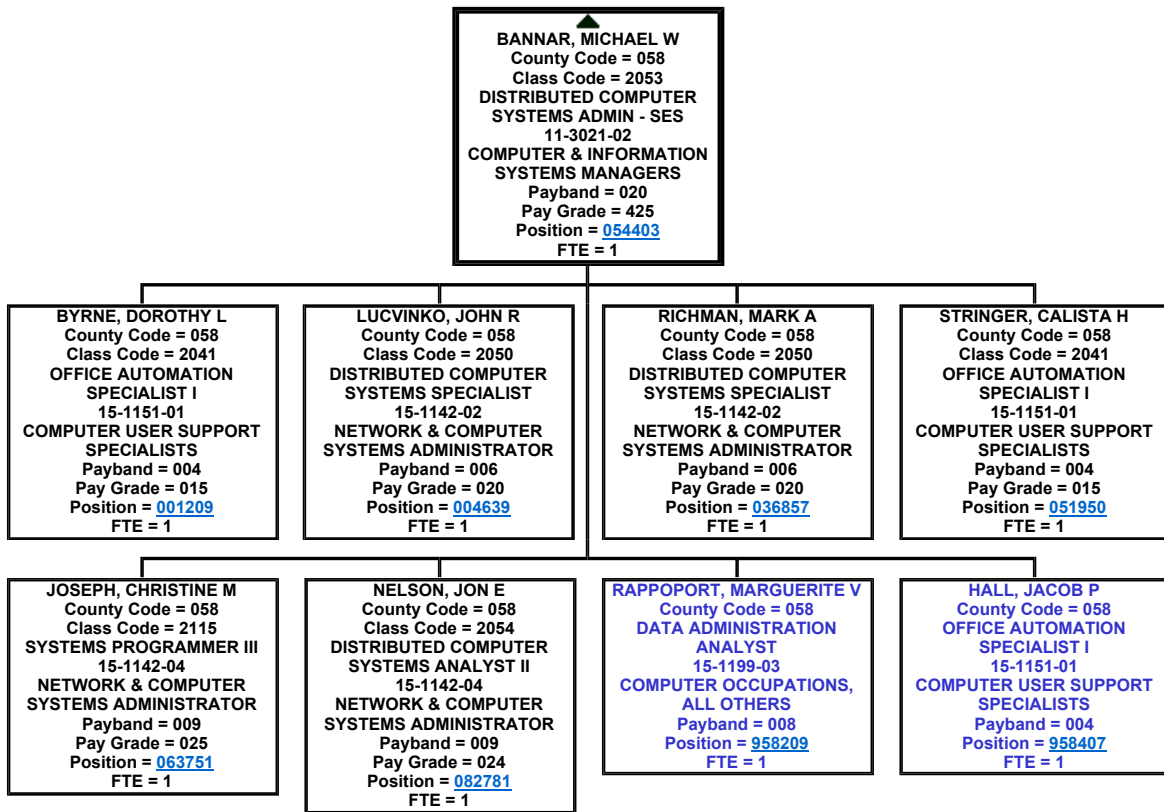 BANNAR, MICHAEL W
County Code = 058
Class Code = 2053
DISTRIBUTED COMPUTER
SYSTEMS ADMIN - SES
11-3021-02
COMPUTER & INFORMATION
SYSTEMS MANAGERS
Payband = 020
Pay Grade = 425
Position = 054403
FTE = 1
BYRNE, DOROTHY L
County Code = 058
Class Code = 2041
OFFICE AUTOMATION
SPECIALIST I
15-1151-01
COMPUTER USER SUPPORT
SPECIALISTS
Payband = 004
Pay Grade = 015
Position = 001209
FTE = 1
LUCVINKO, JOHN R
County Code = 058
Class Code = 2050
DISTRIBUTED COMPUTER
SYSTEMS SPECIALIST
15-1142-02
NETWORK & COMPUTER
SYSTEMS ADMINISTRATOR
Payband = 006
Pay Grade = 020
Position = 004639
FTE = 1
RICHMAN, MARK A
County Code = 058
Class Code = 2050
DISTRIBUTED COMPUTER
SYSTEMS SPECIALIST
15-1142-02
NETWORK & COMPUTER
SYSTEMS ADMINISTRATOR
Payband = 006
Pay Grade = 020
Position = 036857
FTE = 1
STRINGER, CALISTA H
County Code = 058
Class Code = 2041
OFFICE AUTOMATION
SPECIALIST I
15-1151-01
COMPUTER USER SUPPORT
SPECIALISTS
Payband = 004
Pay Grade = 015
Position = 051950
FTE = 1
JOSEPH, CHRISTINE M
County Code = 058
Class Code = 2115
SYSTEMS PROGRAMMER III
15-1142-04
NETWORK & COMPUTER
SYSTEMS ADMINISTRATOR
Payband = 009
Pay Grade = 025
Position = 063751
FTE = 1
NELSON, JON E
County Code = 058
Class Code = 2054
DISTRIBUTED COMPUTER
SYSTEMS ANALYST II
15-1142-04
NETWORK & COMPUTER
SYSTEMS ADMINISTRATOR
Payband = 009
Pay Grade = 024
Position = 082781
FTE = 1
RAPPOPORT, MARGUERITE V
County Code = 058
DATA ADMINISTRATION
ANALYST
15-1199-03
COMPUTER OCCUPATIONS,
ALL OTHERS
Payband = 008
Position = 958209
FTE = 1
HALL, JACOB P
County Code = 058
OFFICE AUTOMATION
SPECIALIST I
15-1151-01
COMPUTER USER SUPPORT
SPECIALISTS
Payband = 004
Position = 958407
FTE = 1